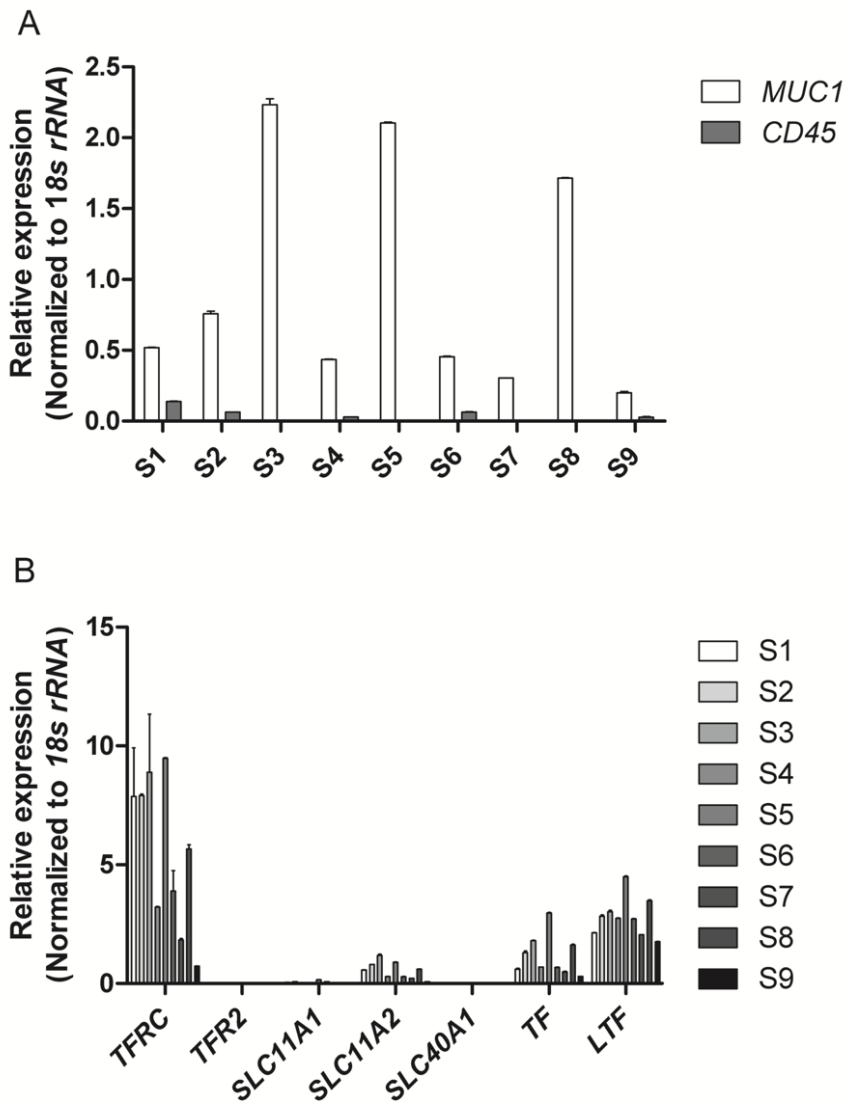 A
Relative expression
(Normalized to 18s rRNA)
2.5
2.0
1.5
1.0
0.5
0.0
S1 S2 S3 S4 S5 S6 S7 S8 S9
MUC1
CD45
B
Relative expression
(Normalized to 18s rRNA)
15
10
5
0
TFRC TFR2 SLC11A1 SLC11A2 SLC40A1 TF LTF
S1
S2
S3
S4
S5
S6
S7
S8
S9